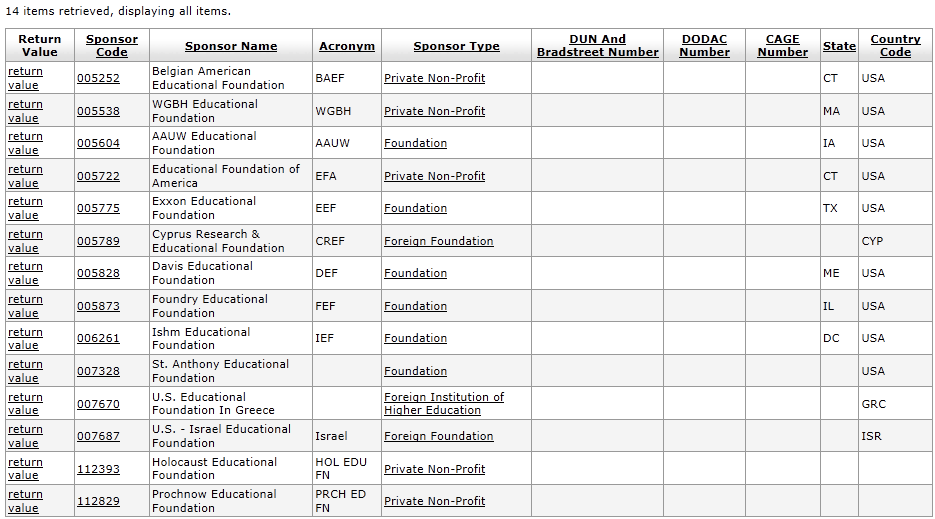 14 items retrieved, displaying all items.
Return Value Sponsor Code Sponsor Name Acronym Sponsor Type DUN And Bradstreet Number DODAC Number CAGE Number State Country Code
return value 005252 Belgian American Educational Foundation BAEF Private Non-Profit CT USA
return value 005538 WGBH Educational Foundation WGBH Private Non-Profit MA USA
return value 005604 AAUW Educational Foundation AAUW Foundation IA USA
return value 005722 Educational Foundation of America EFA Private Non-Profit CT USA
return value 005775 Exxon Educational Foundation EEF Foundation TX USA
return value 005789 Cyprus Research & Educational Foundation CREF Foreign Foundation CYP
return value 005828 Davis Educational Foundation DEF Foundation ME USA
return value 005873 Foundry Educational Foundation FEF Foundation IL USA
return value 006261 Ishm Educational Foundation IEF Foundation DC USA
return value 007328 St. Anthony Educational Foundation Foundation USA
return value 007670 U.S. Educational Foundation In Greece Foreign Institution of Higher Education GRC
return value 007687 U.S. - Israel Educational Foundation Israel Foreign Foundation ISR
return value 112393 Holocaust Educational Foundation HOL EDU FN Private Non-Profit
return value 112829 Prochnow Educational Foundation PRCH ED FN Private Non-Profit